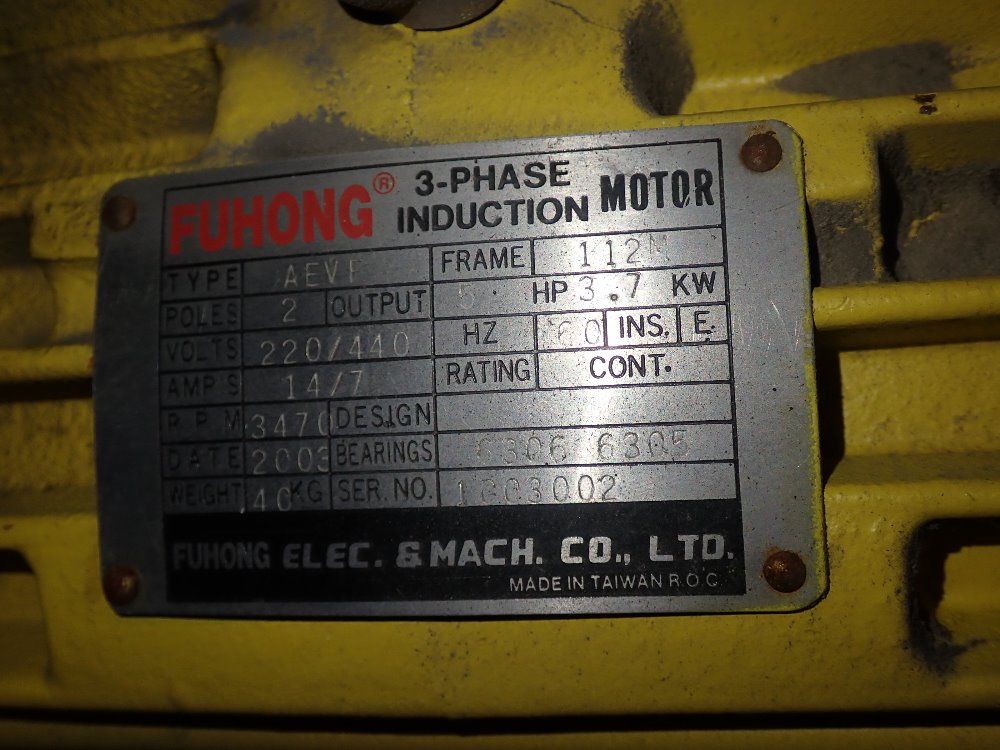 FUHONG® 3-PHASE INDUCTION MOTOR
TYPE AEVF FRAME 112M
POLES 2 OUTPUT 5 HP 3.7 KW
VOLTS 220/440 HZ 60 INS. E.
AMPS 14/7 RATING CONT.
R.P.M 3470 DESIGN
DATE 2003 BEARINGS 6306 6305
WEIGHT 40 KG SER. NO. 1G03002
FUHONG ELEC. & MACH. CO., LTD.
MADE IN TAIWAN R.O.C